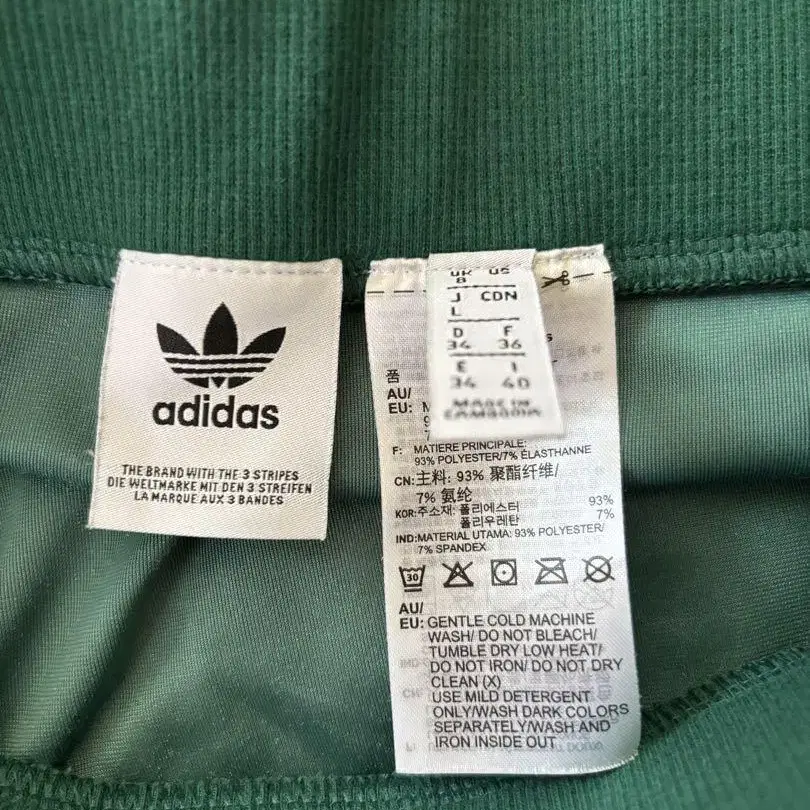 adidas
THE BRAND WITH THE 3 STRIPES
DIE WELTMARKE MIT DEN 3 STREIFEN
LA MARQUE AUX 3 BANDES
UK US
8
J CDN
L
D F
34 36
E I
34 40
MADE IN
CAMBODIA
품
AU/
EU:
F: MATIERE PRINCIPALE:
93% POLYESTER/7% ÉLASTHANNE
CN: 主料: 93% 聚酯纤维/
7% 氨纶
KOR: 주소재: 폴리에스터 93%
폴리우레탄 7%
IND: MATERIAL UTAMA: 93% POLYESTER/
7% SPANDEX
30
AU/
EU: GENTLE COLD MACHINE
WASH/ DO NOT BLEACH/
TUMBLE DRY LOW HEAT/
DO NOT IRON/ DO NOT DRY
CLEAN (X)
USE MILD DETERGENT
ONLY/WASH DARK COLORS
SEPARATELY/WASH AND
IRON INSIDE OUT